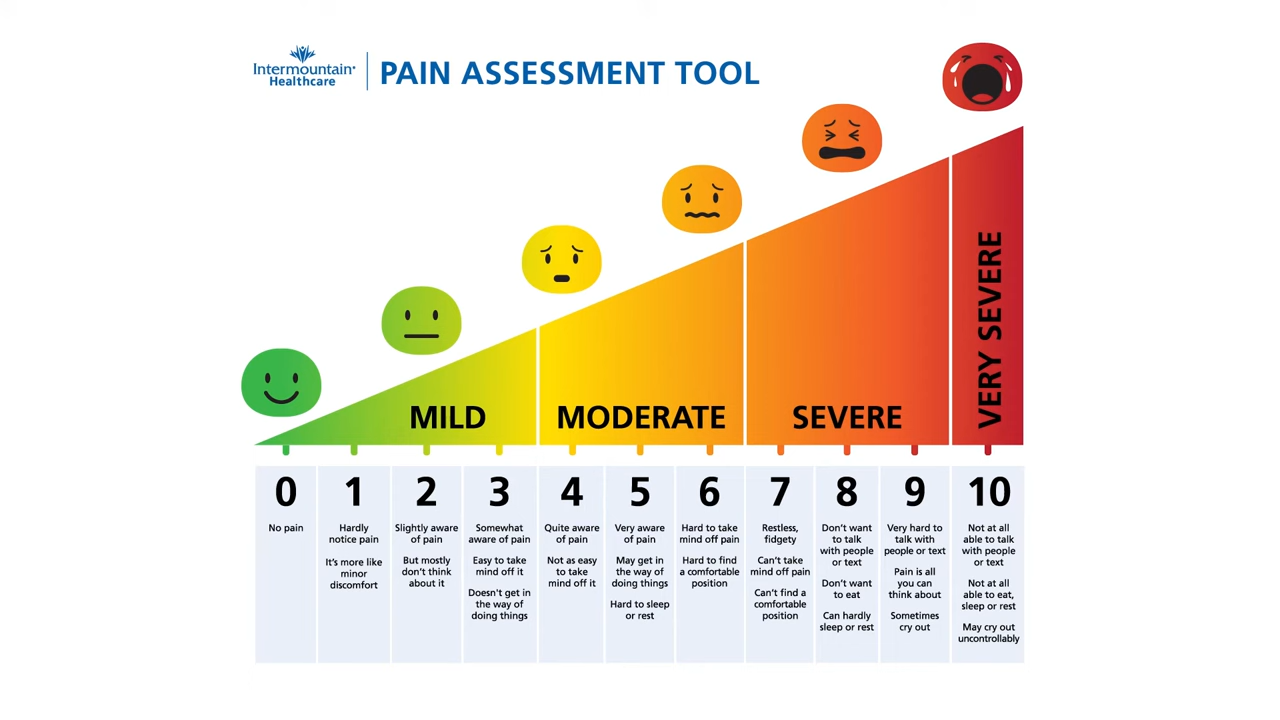 Intermountain®
Healthcare
PAIN ASSESSMENT TOOL
MILD
MODERATE
SEVERE
VERY SEVERE
0
No pain
1
Hardly
notice pain
It's more like
minor
discomfort
2
Slightly aware
of pain
But mostly
don't think
about it
3
Somewhat
aware of pain
Easy to take
mind off it
Doesn't get in
the way of
doing things
4
Quite aware
of pain
Not as easy
to take
mind off it
5
Very aware
of pain
May get in
the way of
doing things
Hard to sleep
or rest
6
Hard to take
mind off pain
Hard to find
a comfortable
position
7
Restless,
fidgety
Can't take
mind off pain
Can't find a
comfortable
position
8
Don't want
to talk
with people
or text
Don't want
to eat
Can hardly
sleep or rest
9
Very hard to
talk with
people or text
Pain is all
you can
think about
Sometimes
cry out
10
Not at all
able to talk
with people
or text
Not at all
able to eat,
sleep or rest
May cry out
uncontrollably